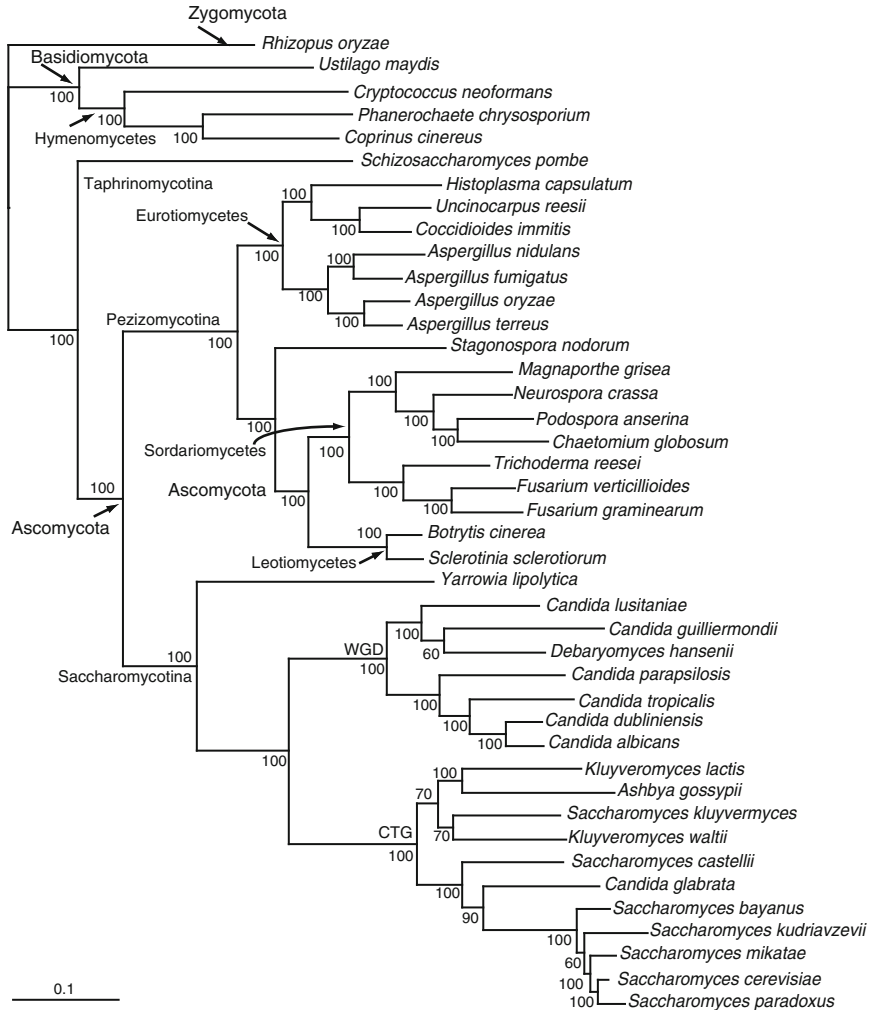 Zygomycota
Rhizopus oryzae
Basidiomycota
Ustilago maydis
100
Cryptococcus neoformans
Hymenomycetes
100
Phanerochaete chrysosporium
100
Coprinus cinereus
Schizosaccharomyces pombe
Taphrinomycotina
Histoplasma capsulatum
100
Uncinocarpus reesii
Eurotiomycetes
100
Coccidioides immitis
100
Aspergillus nidulans
100
Aspergillus fumigatus
100
Aspergillus oryzae
Pezizomycotina
100
Aspergillus terreus
100
100
Stagonospora nodorum
Magnaporthe grisea
100
Neurospora crassa
100
Podospora anserina
100
100
Chaetomium globosum
Sordariomycetes
100
Trichoderma reesei
Ascomycota
100
Fusarium verticillioides
100
Fusarium graminearum
100
Ascomycota
100
Botrytis cinerea
Leotiomycetes
Sclerotinia sclerotiorum
Yarrowia lipolytica
Candida lusitaniae
100
Candida guilliermondii
WGD
60
Debaryomyces hansenii
100
100
Saccharomycotina
Candida parapsilosis
100
Candida tropicalis
100
Candida dubliniensis
100
Candida albicans
100
Kluyveromyces lactis
100
Ashbya gossypii
70
Saccharomyces kluyvermyces
CTG
70
Kluyveromyces waltii
100
Saccharomyces castellii
100
Candida glabrata
90
Saccharomyces bayanus
100
Saccharomyces kudriavzevii
60
Saccharomyces mikatae
100
Saccharomyces cerevisiae
100
Saccharomyces paradoxus
0.1